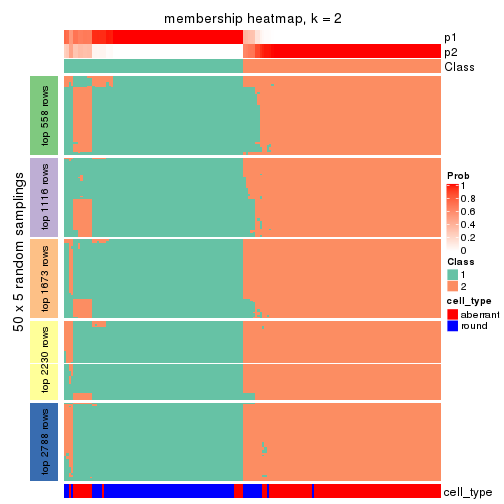 membership heatmap, k = 2
p1
p2
Class
50 x 5 random samplings
top 558 rows
top 1116 rows
top 1673 rows
top 2230 rows
top 2788 rows
Prob
1
0.8
0.6
0.4
0.2
0
Class
1
2
cell_type
aberrant
round
cell_type